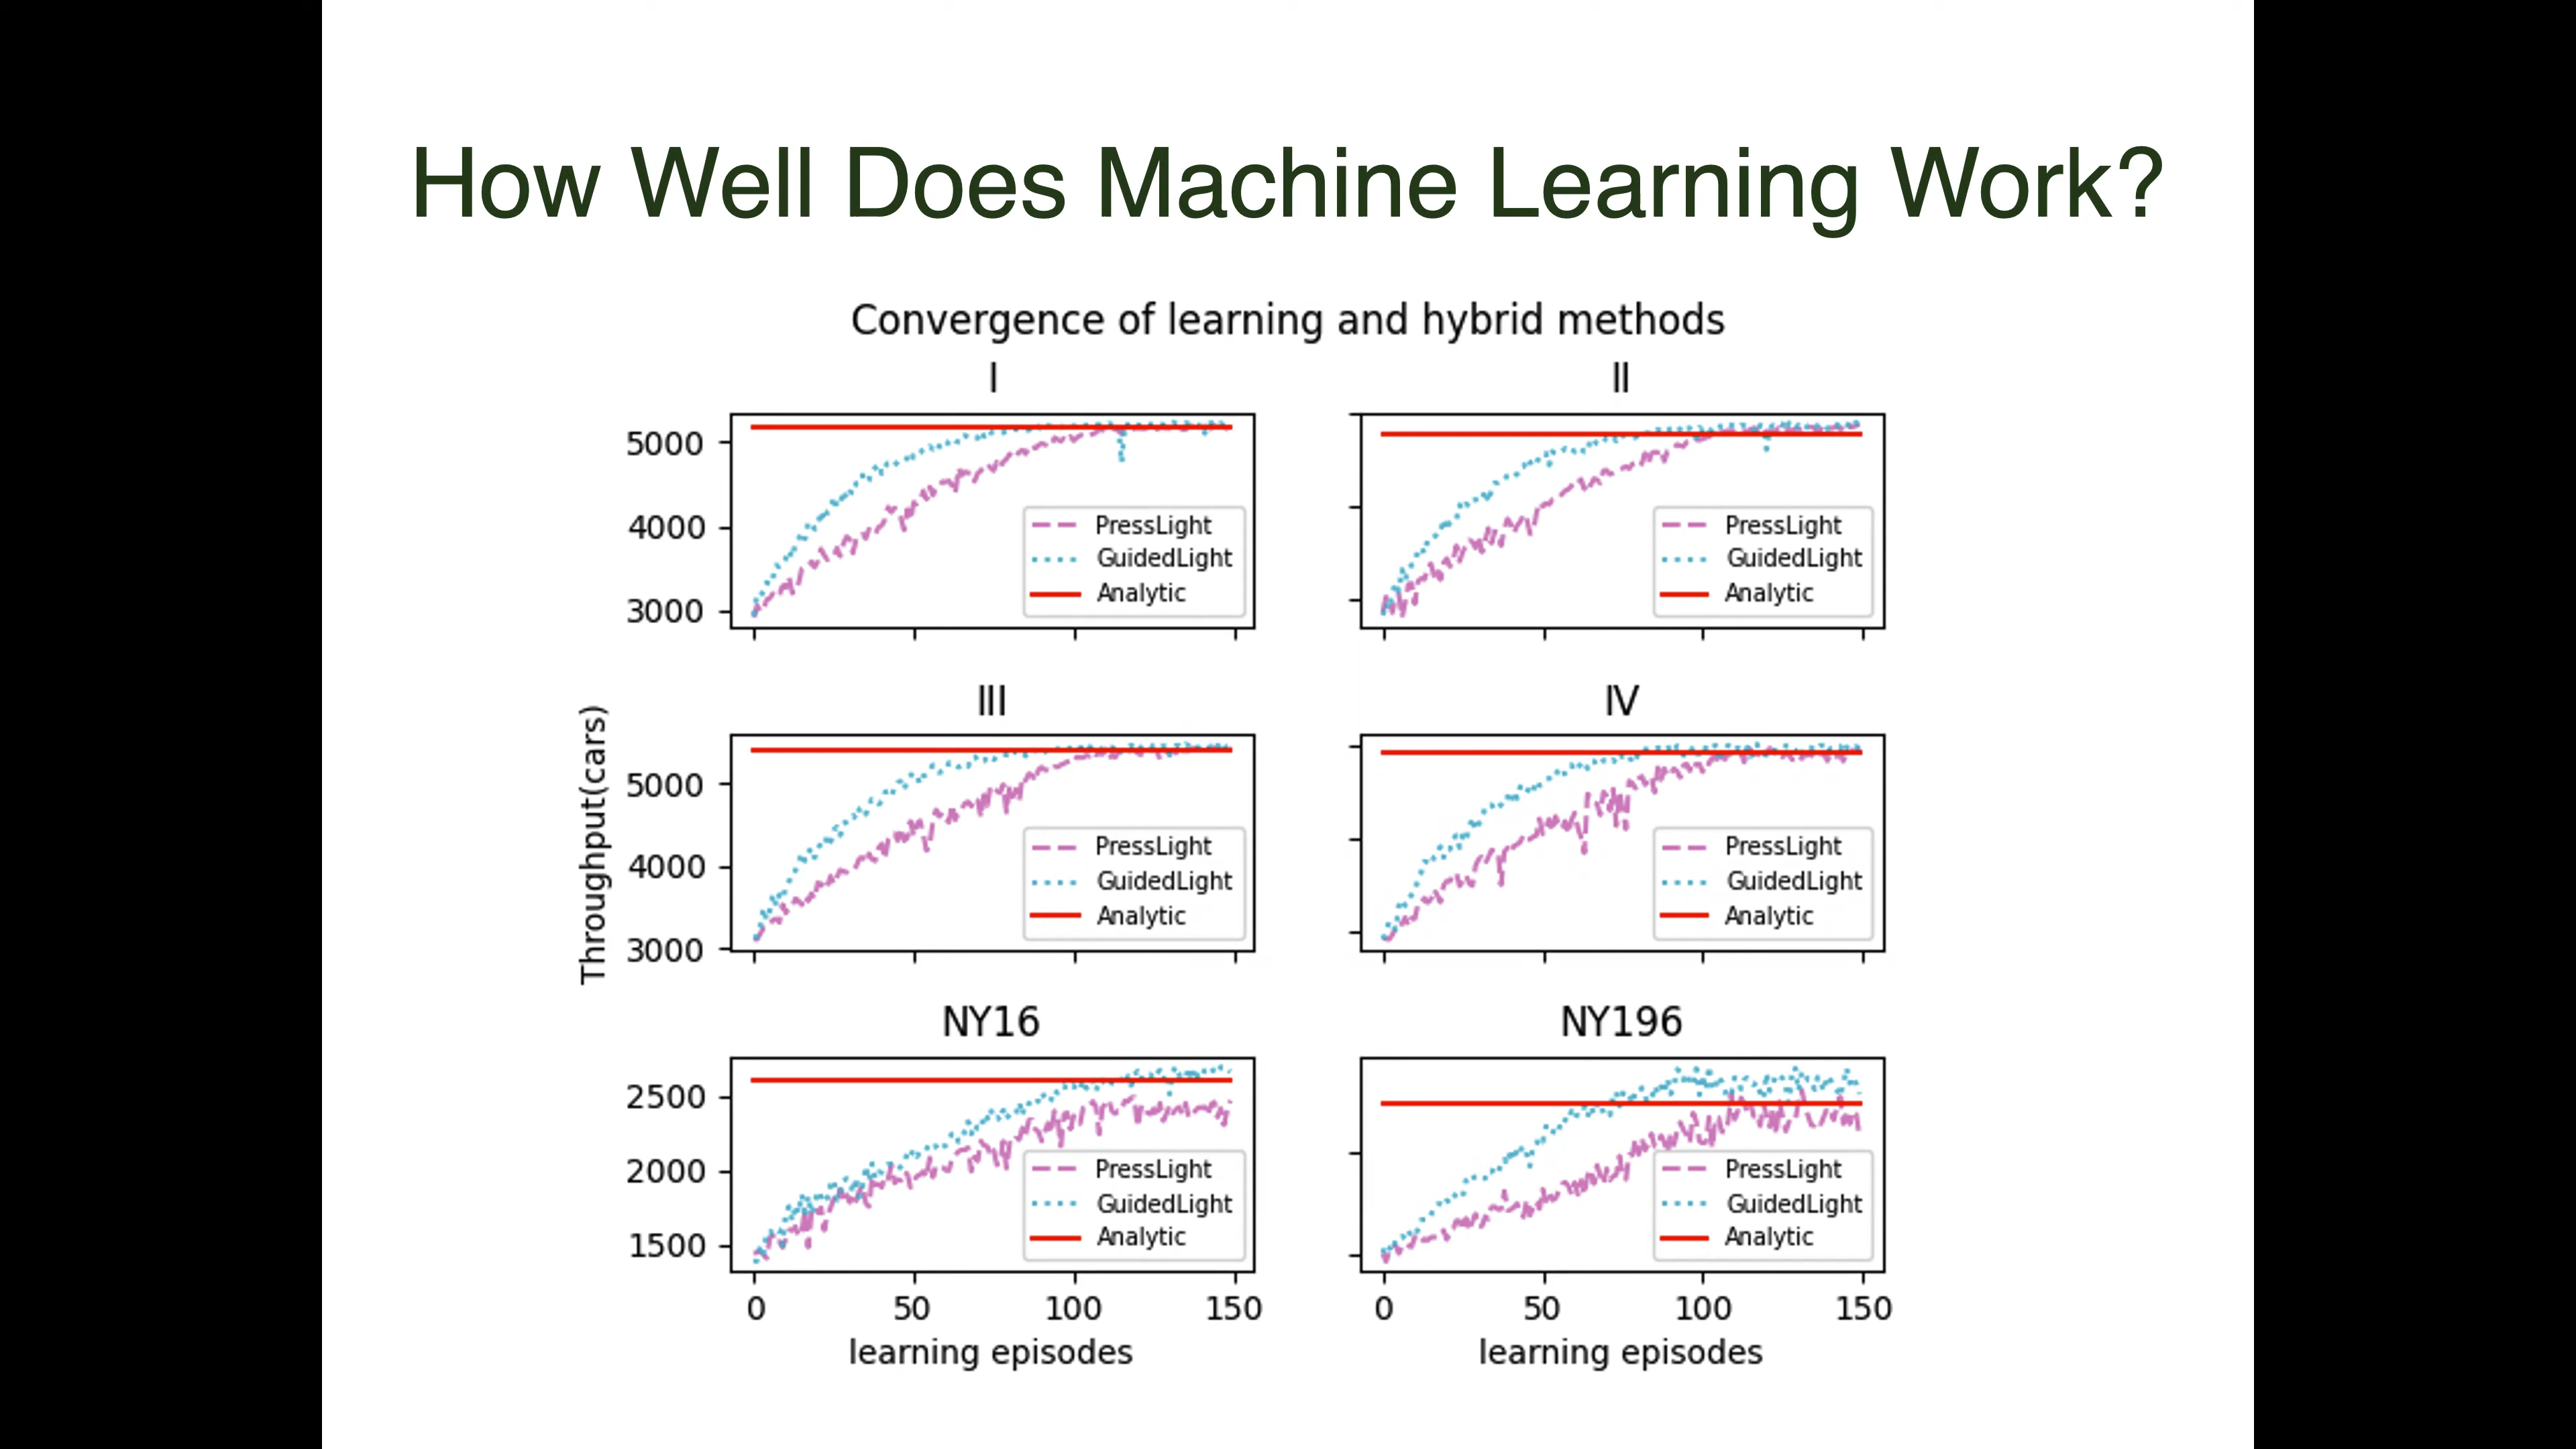 How Well Does Machine Learning Work?
Convergence of learning and hybrid methods
I
5000
4000
3000
PressLight
GuidedLight
Analytic
II
PressLight
GuidedLight
Analytic
Throughput(cars)
III
5000
4000
3000
PressLight
GuidedLight
Analytic
IV
PressLight
GuidedLight
Analytic
NY16
2500
2000
1500
PressLight
GuidedLight
Analytic
0 50 100 150
learning episodes
NY196
PressLight
GuidedLight
Analytic
0 50 100 150
learning episodes